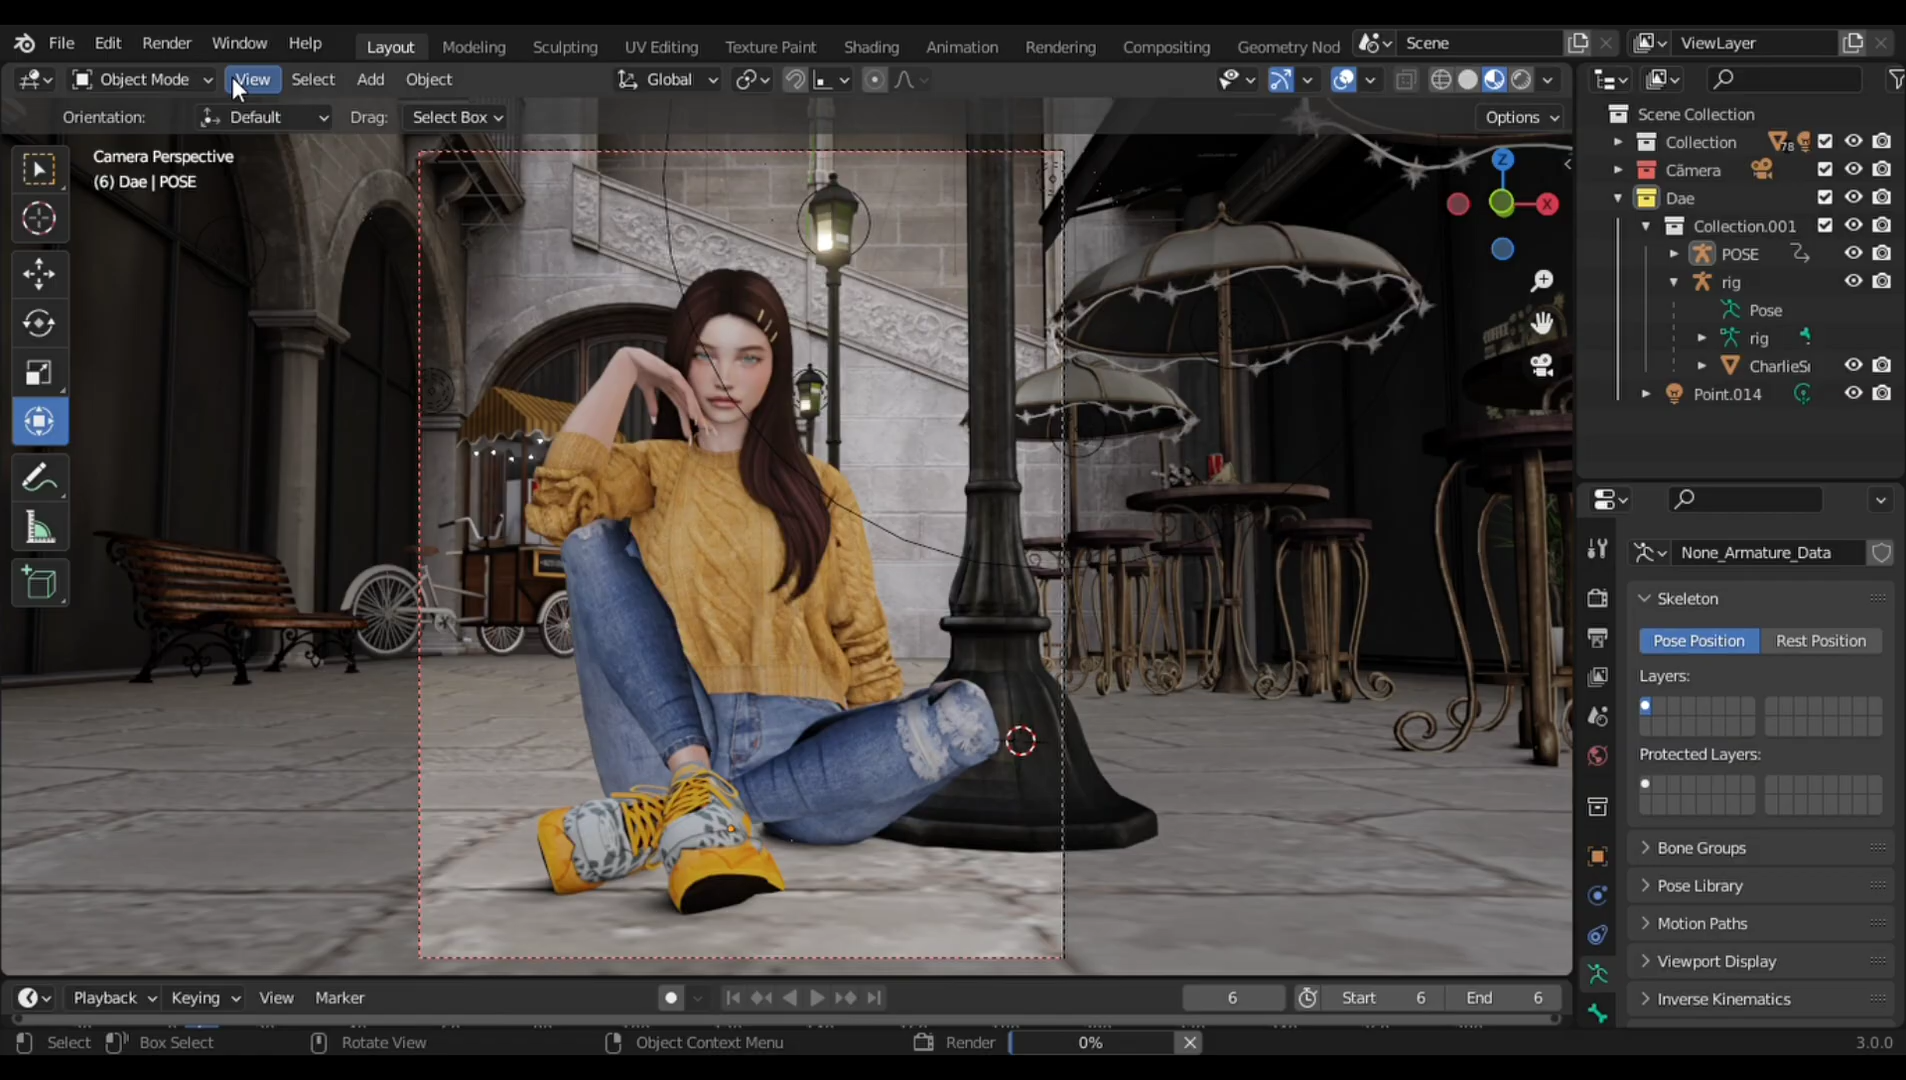 File Edit Render Window Help Layout Modeling Sculpting UV Editing Texture Paint Shading Animation Rendering Compositing Geometry Nod Scene ViewLayer
Object Mode View Select Add Object Global
Orientation: Default Drag: Select Box Options
Camera Perspective
(6) Dae | POSE
Z
X
Scene Collection
Collection 78
Cãmera
Dae
Collection.001
POSE
rig
Pose
rig
CharlieSi
Point.014
None_Armature_Data
Skeleton
Pose Position Rest Position
Layers:
Protected Layers:
Bone Groups
Pose Library
Motion Paths
Viewport Display
Inverse Kinematics
Playback Keying View Marker 6 Start 6 End 6
Select Box Select Rotate View Object Context Menu Render 0% 3.0.0